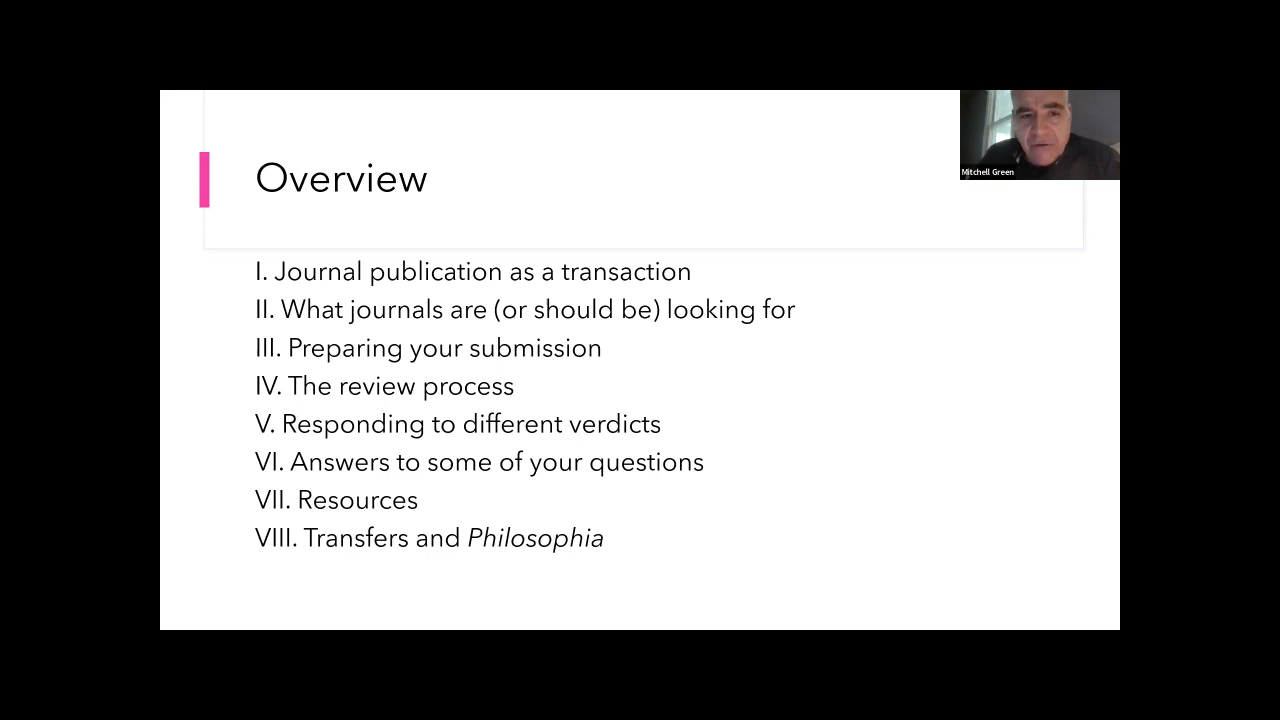 Mitchell Green
Overview
I. Journal publication as a transaction
II. What journals are (or should be) looking for
III. Preparing your submission
IV. The review process
V. Responding to different verdicts
VI. Answers to some of your questions
VII. Resources
VIII. Transfers and Philosophia